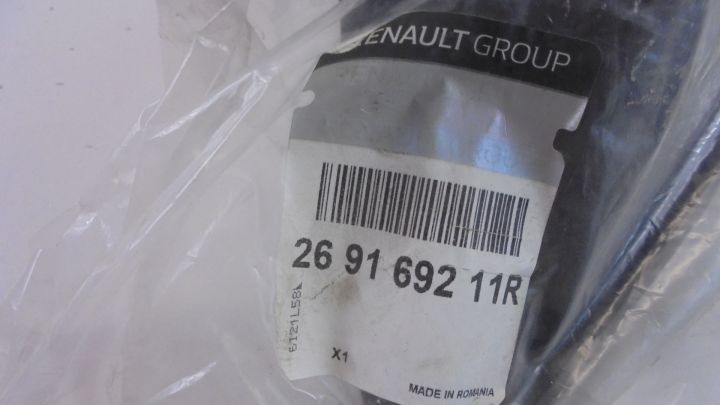 RENAULT GROUP
26 91 692 11R
X1
MADE IN ROMANIA